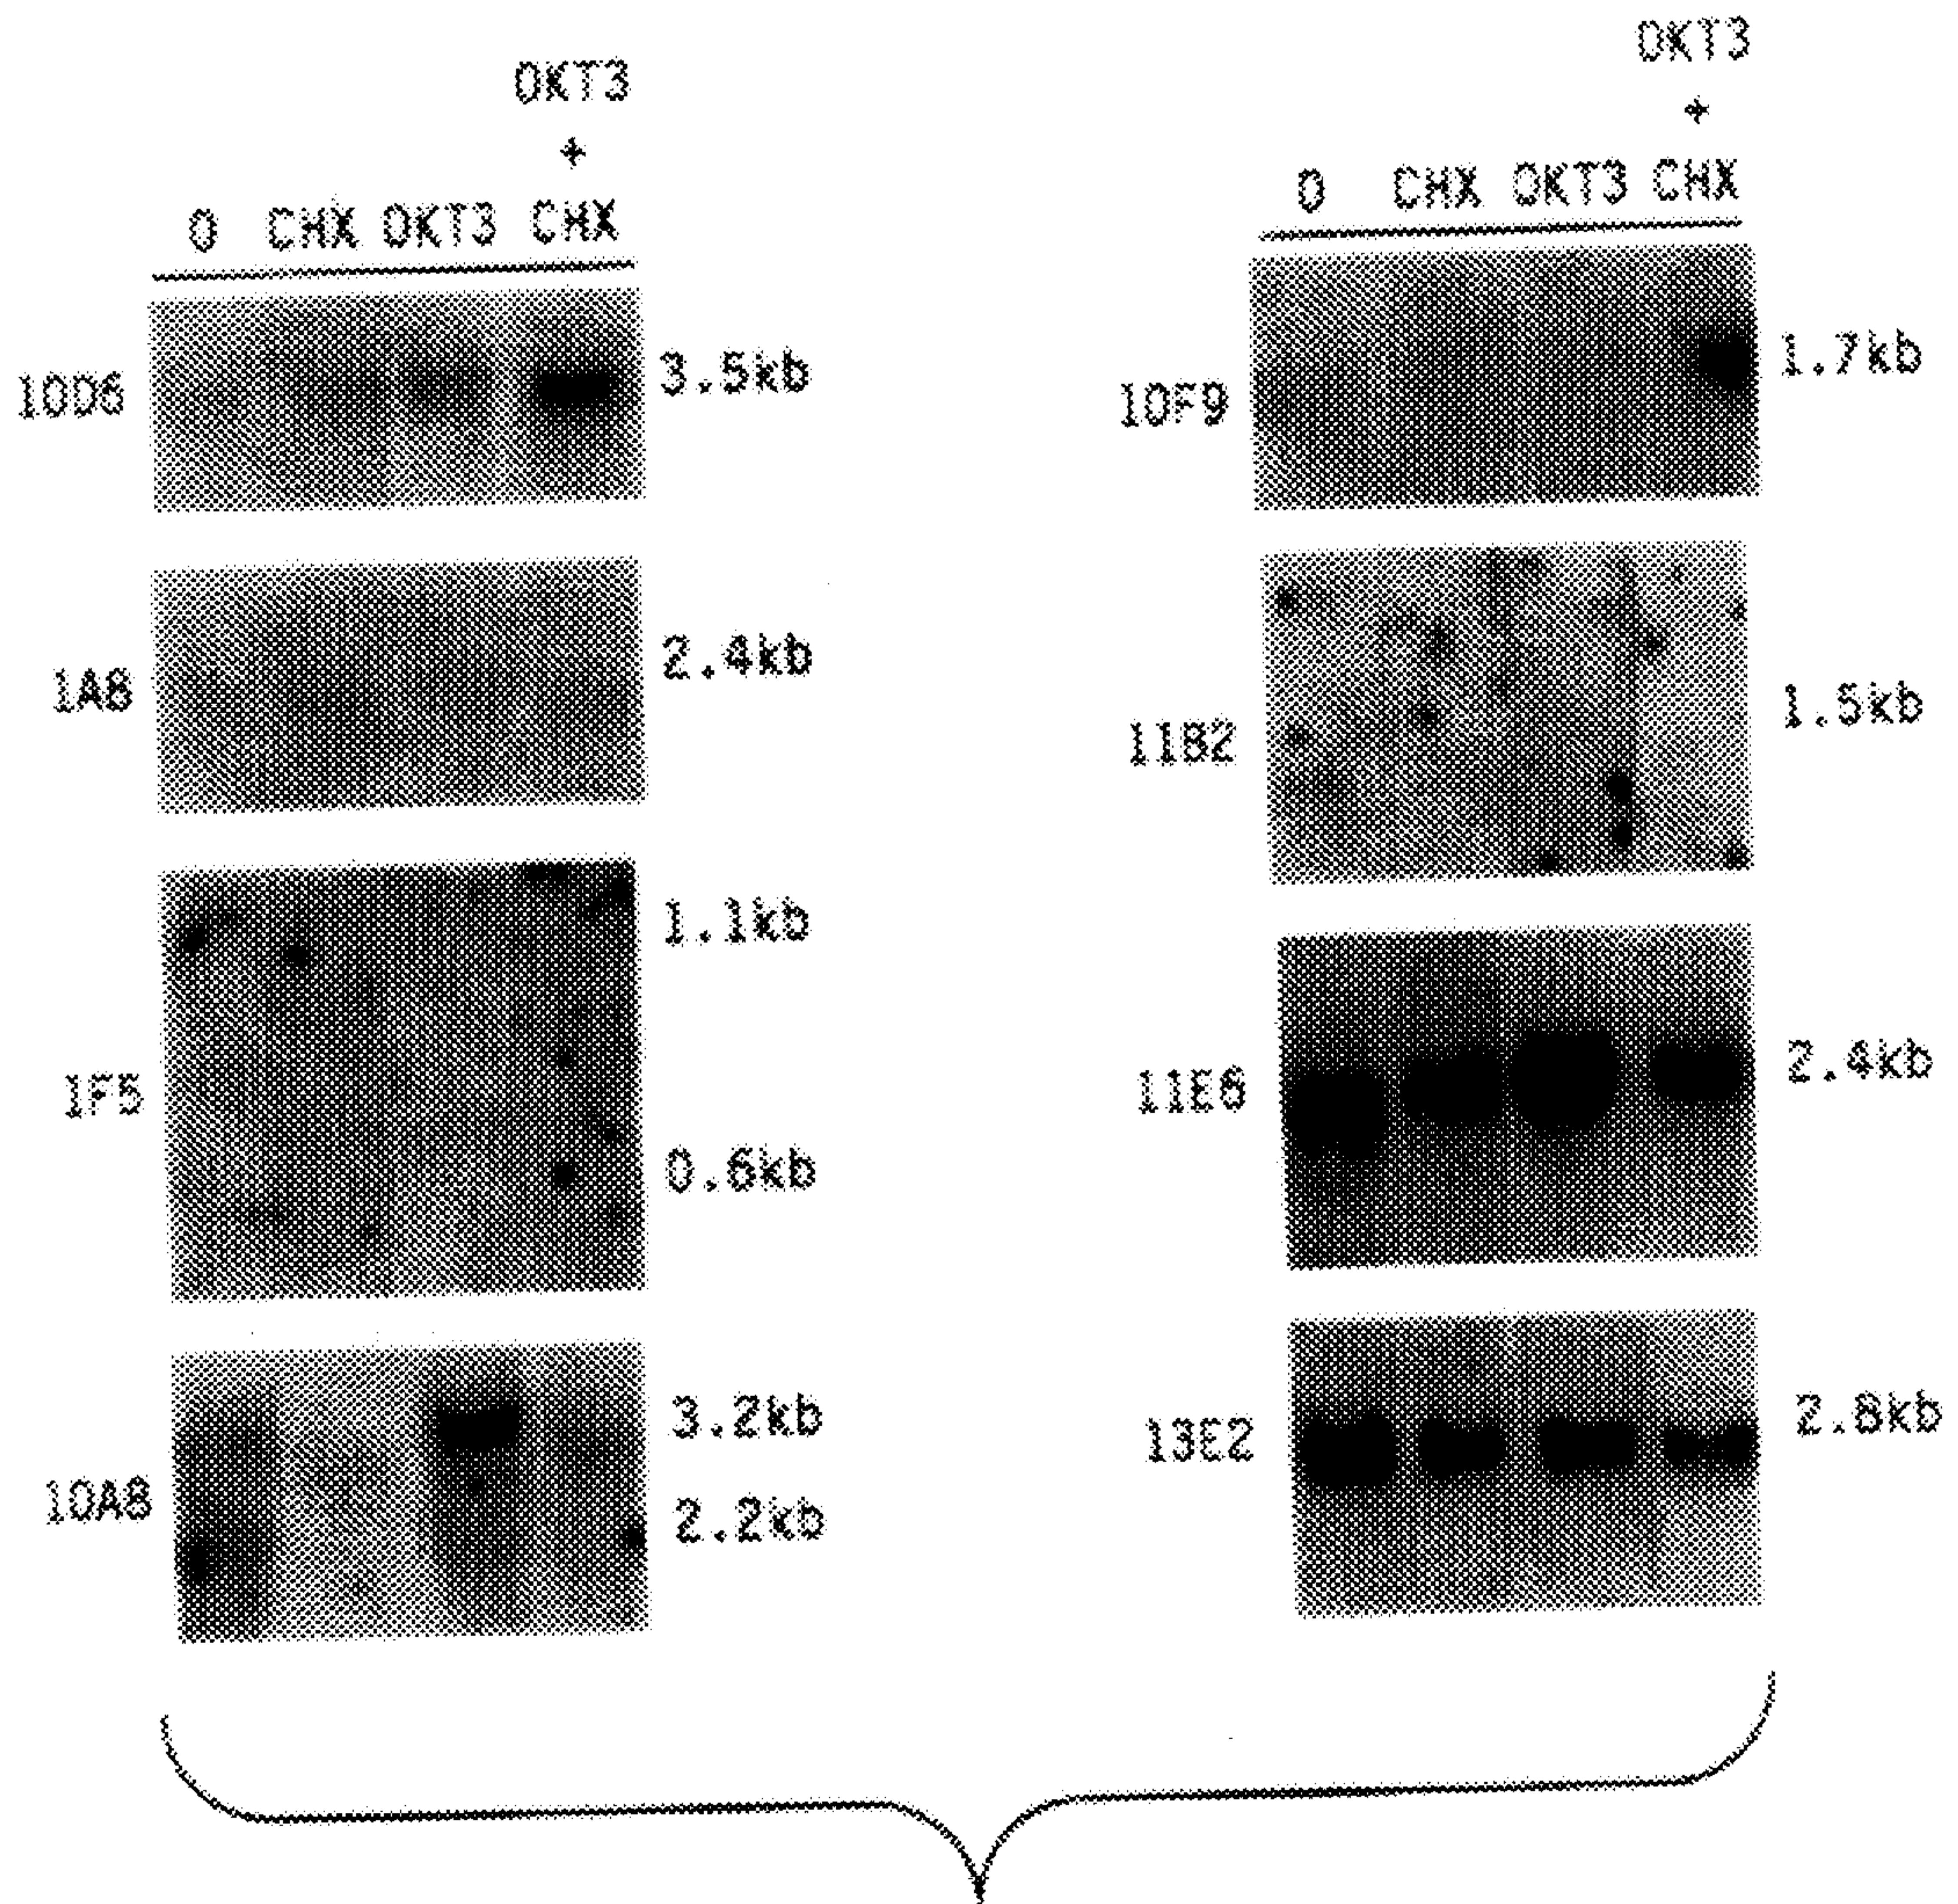 OKT3
+
0 CHX OKT3 CHX
10D6 3.5kb
1A8 2.4kb
1.1kb
1F5
0.6kb
3.2kb
10A8
2.2kb
OKT3
+
0 CHX OKT3 CHX
10F9 1.7kb
11B2 1.5kb
11E6 2.4kb
13E2 2.8kb